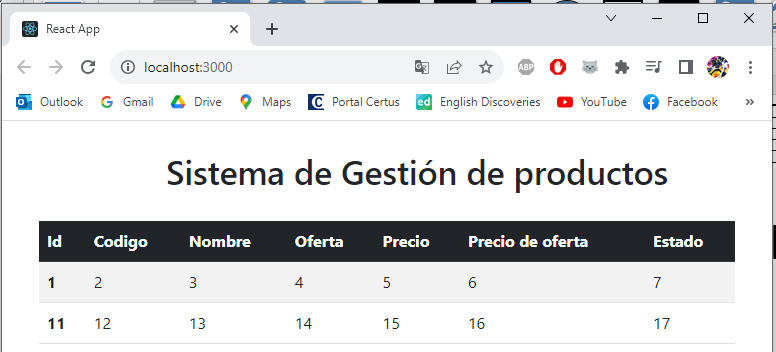 React App
localhost:3000
ABP
Outlook Gmail Drive Maps Portal Certus ed English Discoveries YouTube Facebook »
Sistema de Gestión de productos
Id Codigo Nombre Oferta Precio Precio de oferta Estado
1 2 3 4 5 6 7
11 12 13 14 15 16 17